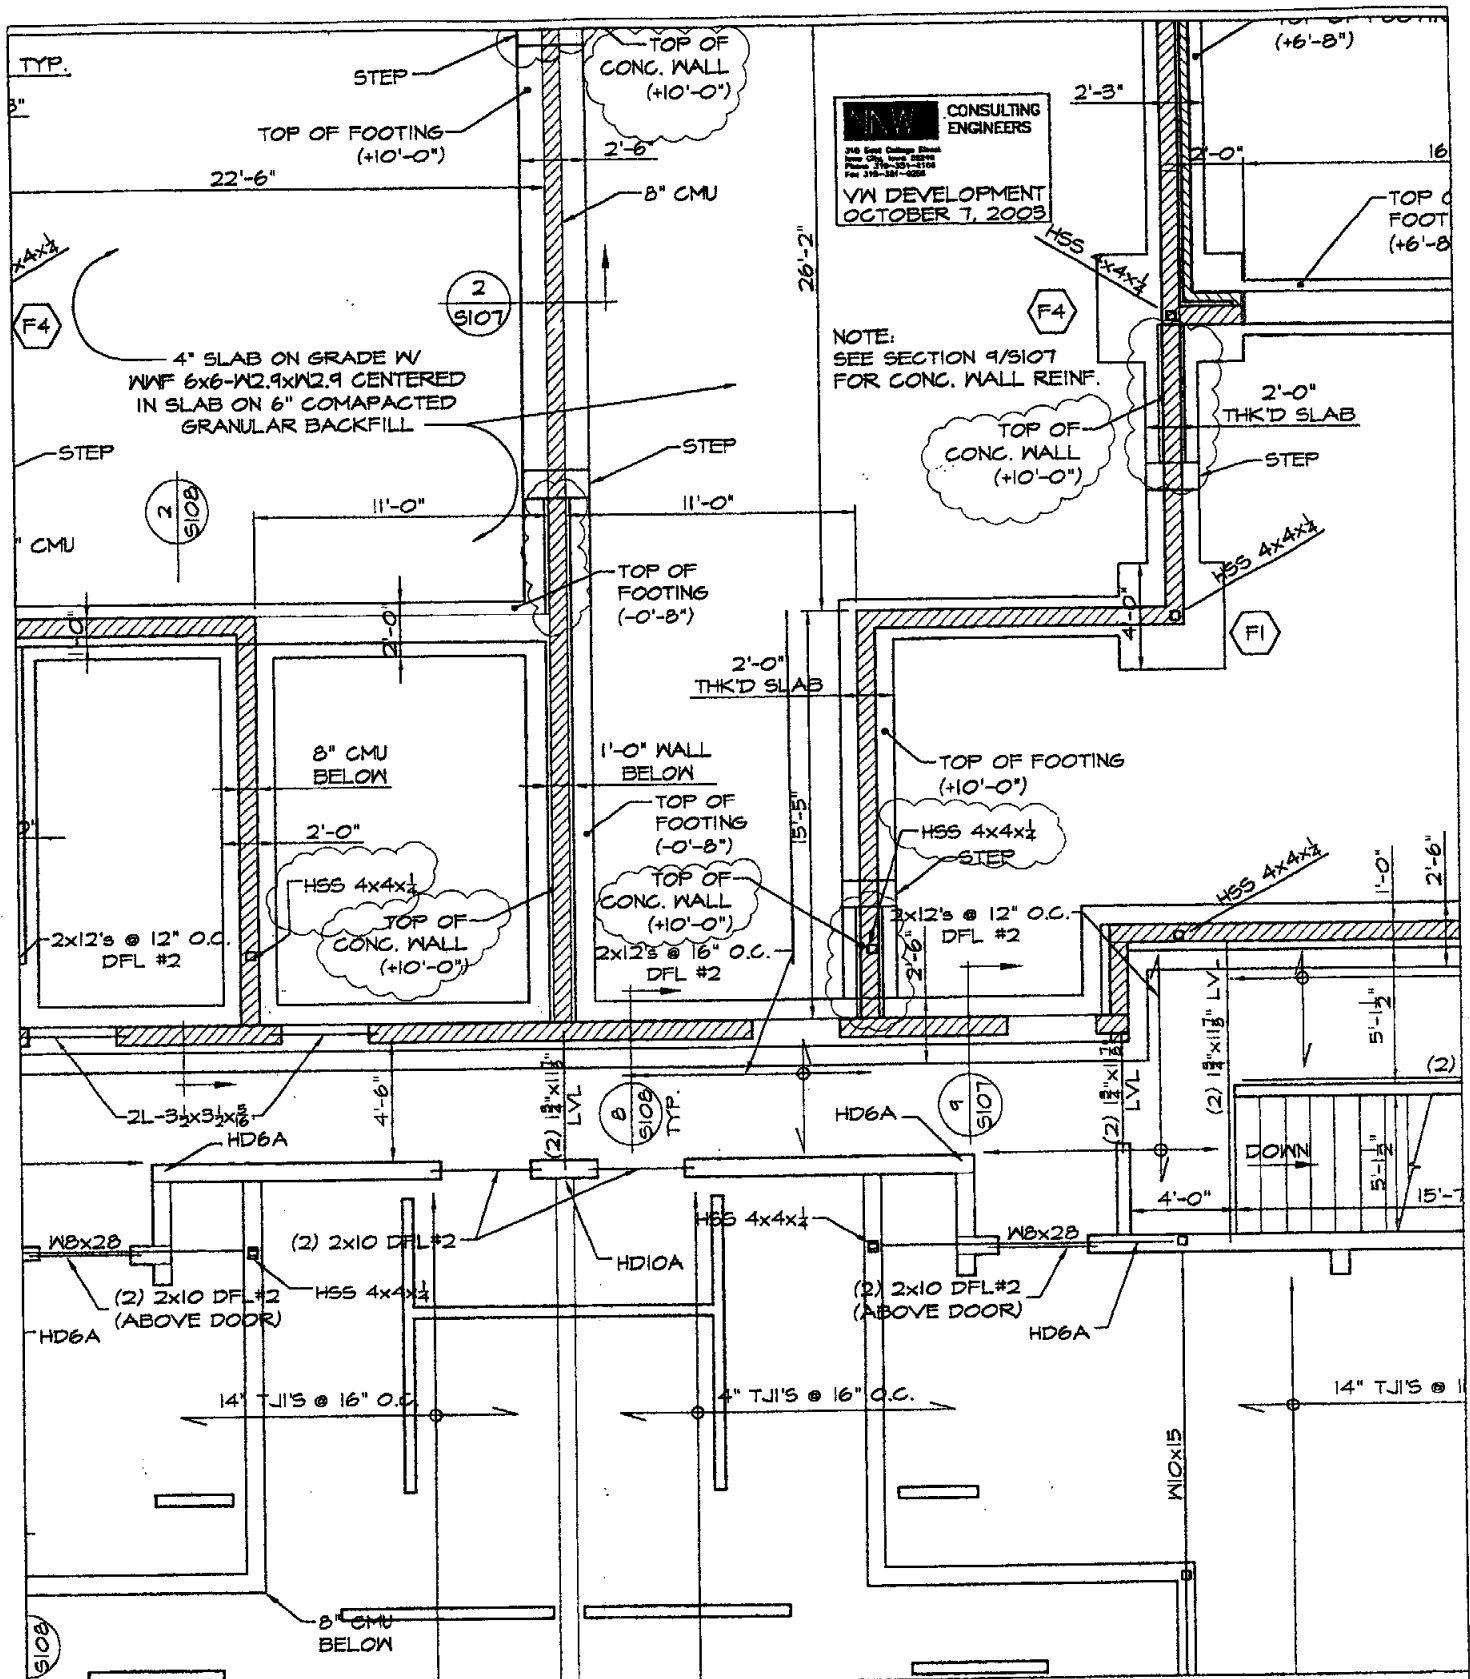 TYP.
STEP
TOP OF
CONC. WALL
(+10'-0")
TOP OF FOOTING
(+10'-0")
2'-6"
22'-6"
8" CMU
(+6'-8")
2'-3"
CONSULTING
ENGINEERS
VW DEVELOPMENT
OCTOBER 7, 2003
2'-0"
16
TOP
FOOT
(+6'-8
26'-2"
HSS 4x4x¼
x4x¼
F4
2
S107
F4
NOTE:
SEE SECTION 9/S107
FOR CONC. WALL REINF.
4" SLAB ON GRADE W/
WWF 6x6-W2.9xW2.9 CENTERED
IN SLAB ON 6" COMAPACTED
GRANULAR BACKFILL
2'-0"
THK'D SLAB
TOP OF
CONC. WALL
(+10'-0")
STEP
STEP
STEP
2
S108
11'-0"
11'-0"
" CMU
HSS 4x4x¼
TOP OF
FOOTING
(-0'-8")
1'-0"
2'-0"
4'-0"
F1
2'-0"
THK'D SLAB
8" CMU
BELOW
1'-0" WALL
BELOW
TOP OF FOOTING
(+10'-0")
TOP OF
FOOTING
(-0'-8")
15'-5"
2'-0"
HSS 4x4x¼
STEP
HSS 4x4x¼
1'-0"
2'-6"
HSS 4x4x¼
TOP OF
CONC. WALL
(+10'-0")
TOP OF
CONC. WALL
(+10'-0")
2x12's @ 12" O.C.
DFL #2
2x12's @ 16" O.C.
DFL #2
2x12's @ 12" O.C.
DFL #2
2'-6"
5'-1½"
(2) 1¾"x11⅞" LVL
2L-3½x3½x5/16
4'-6"
(2) 1¾"x11⅞"
LVL
8
S108
TYP.
9
S107
(2) 1¾"x11⅞"
LVL
(2)
HD6A
HD6A
DOWN
5'-1½"
4'-0"
15'-7
W8x28
(2) 2x10 DFL#2
HSS 4x4x¼
W8x28
HD10A
(2) 2x10 DFL#2
(ABOVE DOOR)
HSS 4x4x¼
(2) 2x10 DFL#2
(ABOVE DOOR)
HD6A
HD6A
14" TJI'S @ 16" O.C.
4" TJI'S @ 16" O.C.
14" TJI'S @ 1
W10x15
8" CMU
BELOW
S108